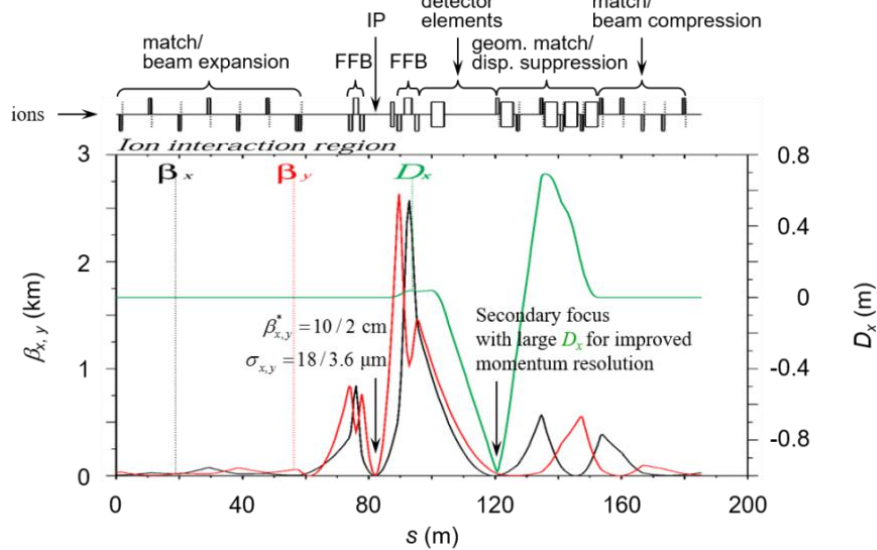 detector
elements
match/
beam compression
IP
match/
beam expansion
FFB
FFB
geom. match/
disp. suppression
ions
Ion interaction region
βx
βy
Dx
3
2
1
0
βx, y (km)
0.8
0.4
0
-0.4
-0.8
Dx (m)
β*x,y = 10 / 2 cm
σx,y = 18 / 3.6 μm
Secondary focus
with large Dx for improved
momentum resolution
0
40
80
120
160
200
s (m)